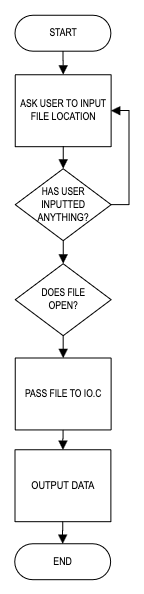 START
ASK USER TO INPUT
FILE LOCATION
HAS USER
INPUTTED
ANYTHING?
DOES FILE
OPEN?
PASS FILE TO IO.C
OUTPUT DATA
END